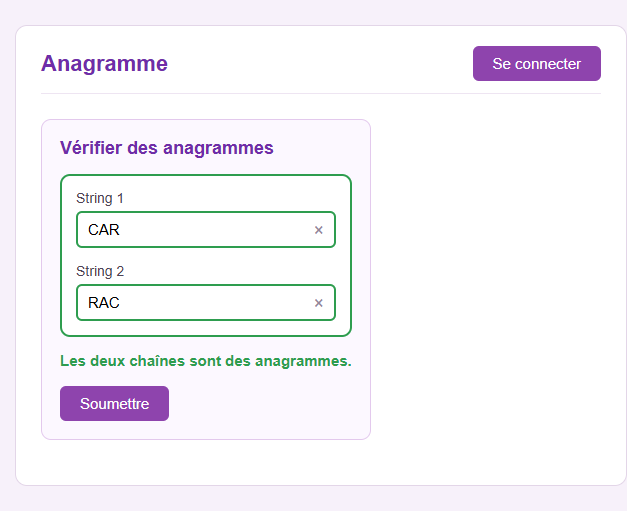 Anagramme
Se connecter
Vérifier des anagrammes
String 1
CAR ×
String 2
RAC ×
Les deux chaînes sont des anagrammes.
Soumettre